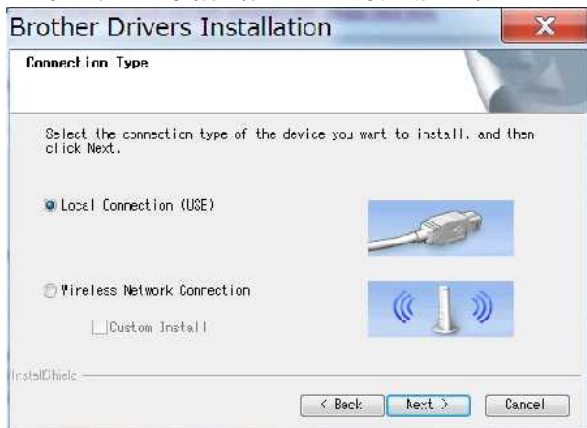 Brother Drivers Installation
Connection Type
Select the connection type of the device you want to install, and then
click Next.
Local Connection (USB)
Wireless Network Connection
Custom Install
InstallShield
< Back
Next >
Cancel